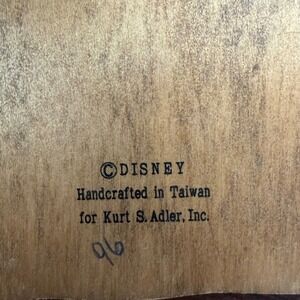 ©DISNEY
Handcrafted in Taiwan
for Kurt S. Adler, Inc.
96